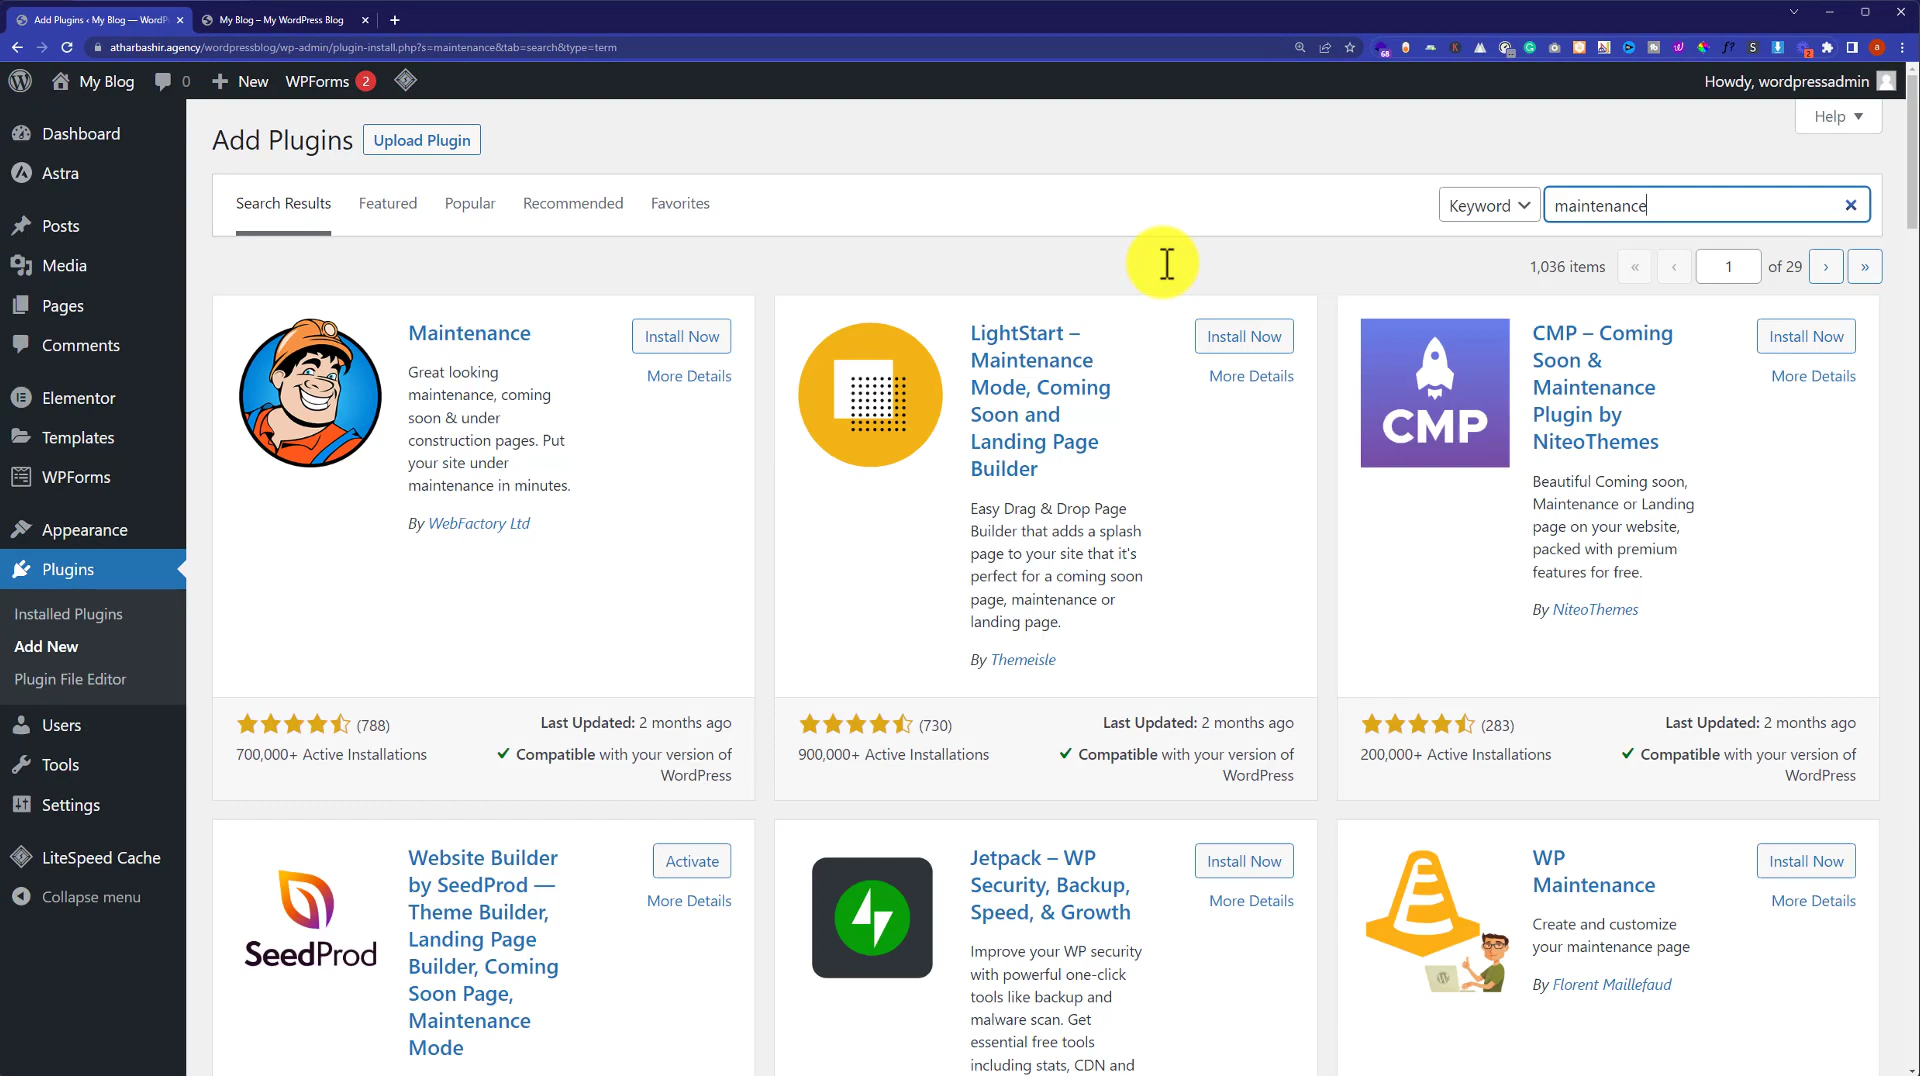 Add Plugins ‹ My Blog — WordP
My Blog – My WordPress Blog
atharbashir.agency/wordpressblog/wp-admin/plugin-install.php?s=maintenance&tab=search&type=term
My Blog
0
New
WPForms
2
Howdy, wordpressadmin
Dashboard
Astra
Posts
Media
Pages
Comments
Elementor
Templates
WPForms
Appearance
Plugins
Installed Plugins
Add New
Plugin File Editor
Users
Tools
Settings
LiteSpeed Cache
Collapse menu
Add Plugins
Upload Plugin
Help
Search Results
Featured
Popular
Recommended
Favorites
Keyword
maintenance
1,036 items
«
‹
1
of 29
›
»
Maintenance
Install Now
More Details
Great looking
maintenance, coming
soon & under
construction pages. Put
your site under
maintenance in minutes.
By WebFactory Ltd
(788)
700,000+ Active Installations
Last Updated: 2 months ago
Compatible with your version of
WordPress
LightStart –
Maintenance
Mode, Coming
Soon and
Landing Page
Builder
Install Now
More Details
Easy Drag & Drop Page
Builder that adds a splash
page to your site that it's
perfect for a coming soon
page, maintenance or
landing page.
By Themeisle
(730)
900,000+ Active Installations
Last Updated: 2 months ago
Compatible with your version of
WordPress
CMP
CMP – Coming
Soon &
Maintenance
Plugin by
NiteoThemes
Install Now
More Details
Beautiful Coming soon,
Maintenance or Landing
page on your website,
packed with premium
features for free.
By NiteoThemes
(283)
200,000+ Active Installations
Last Updated: 2 months ago
Compatible with your version of
WordPress
SeedProd
Website Builder
by SeedProd —
Theme Builder,
Landing Page
Builder, Coming
Soon Page,
Maintenance
Mode
Activate
More Details
Jetpack – WP
Security, Backup,
Speed, & Growth
Install Now
More Details
Improve your WP security
with powerful one-click
tools like backup and
malware scan. Get
essential free tools
including stats, CDN and
WP
Maintenance
Install Now
More Details
Create and customize
your maintenance page
By Florent Maillefaud